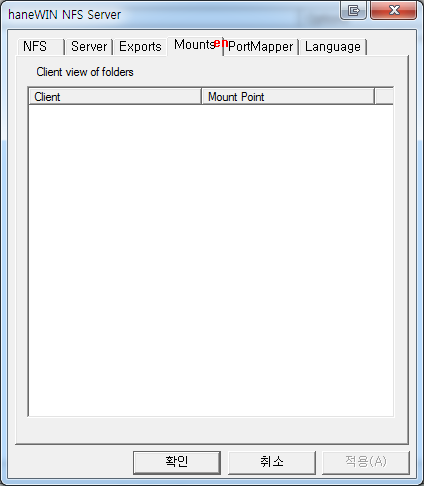 haneWIN NFS Server
NFS Server Exports Mounts en PortMapper Language
Client view of folders
Client Mount Point
확인 취소 적용(A)